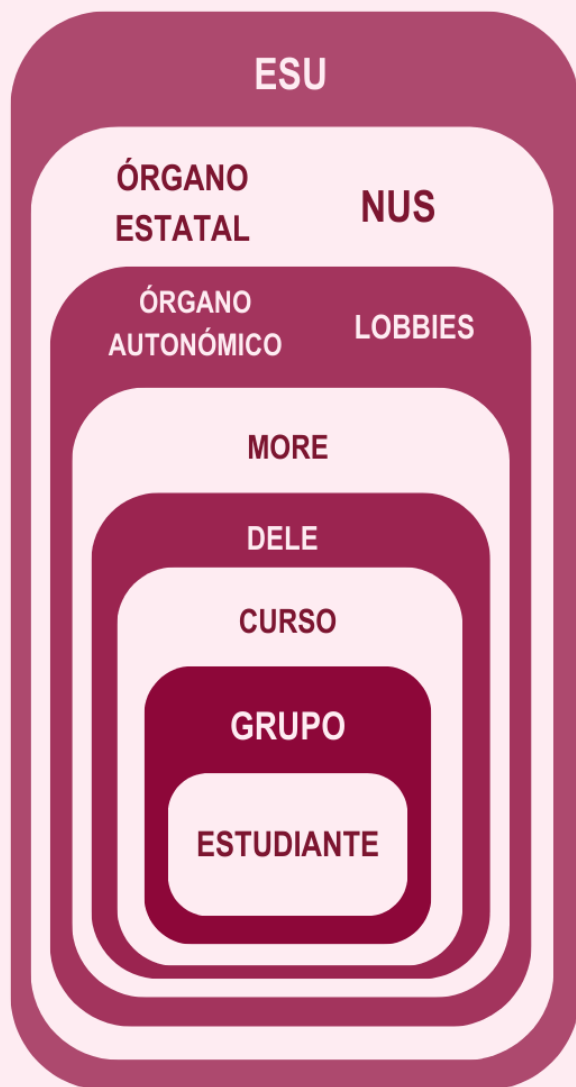 ESU
ÓRGANO
ESTATAL
NUS
ÓRGANO
AUTONÓMICO
LOBBIES
MORE
DELE
CURSO
GRUPO
ESTUDIANTE